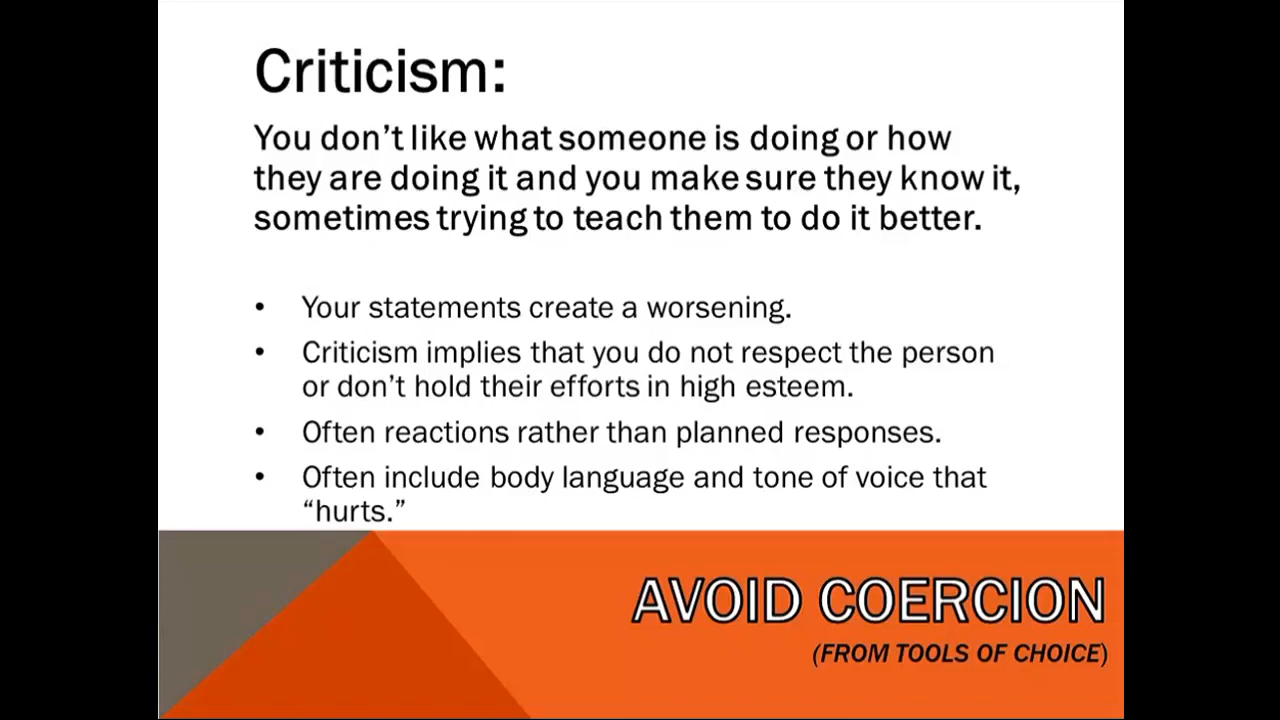 Criticism:
You don’t like what someone is doing or how
they are doing it and you make sure they know it,
sometimes trying to teach them to do it better.
• Your statements create a worsening.
• Criticism implies that you do not respect the person
or don’t hold their efforts in high esteem.
• Often reactions rather than planned responses.
• Often include body language and tone of voice that
“hurts.”
AVOID COERCION
(FROM TOOLS OF CHOICE)